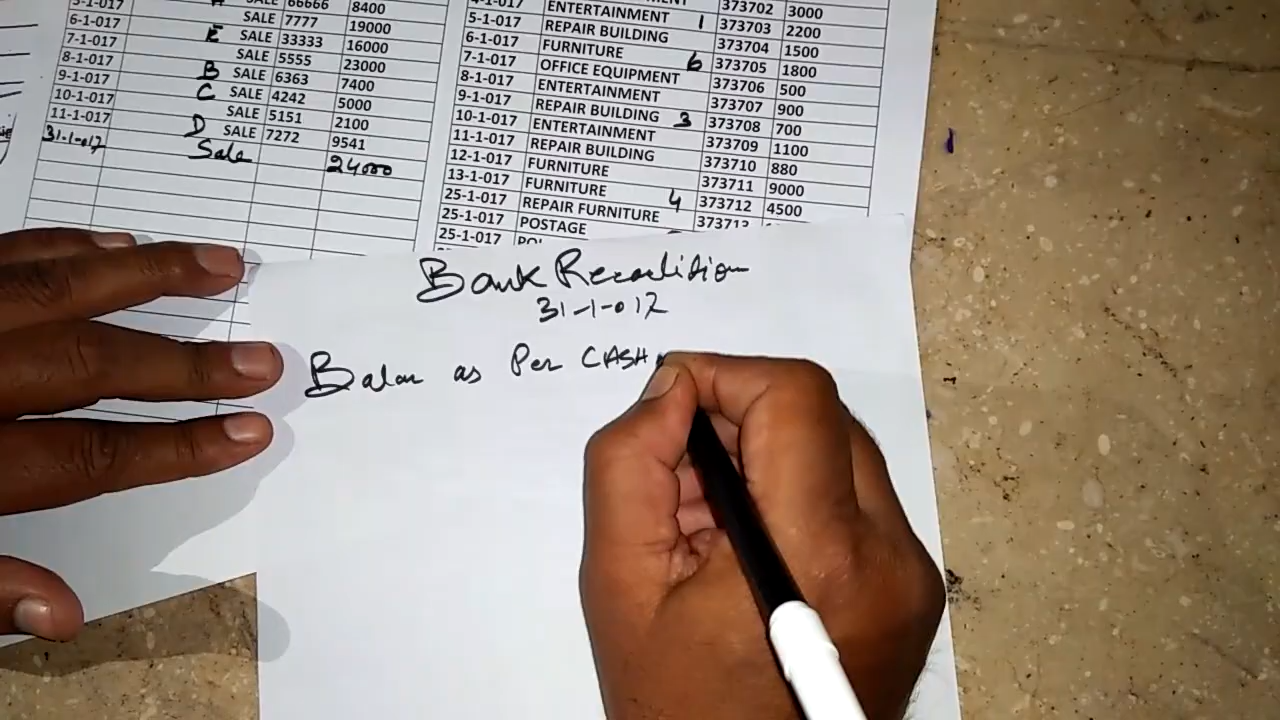 5-1-017 SALE 66666 8400
6-1-017 SALE 7777 19000
7-1-017 E SALE 33333 16000
8-1-017 SALE 5555 23000
9-1-017 B SALE 6363 7400
10-1-017 C SALE 4242 5000
11-1-017 SALE 5151 2100
31-1-017 D SALE 7272 9541
Sale 24000
373702 3000
4-1-017 ENTERTAINMENT 1 373703 2200
5-1-017 REPAIR BUILDING 373704 1500
6-1-017 FURNITURE 6 373705 1800
7-1-017 OFFICE EQUIPMENT 373706 500
8-1-017 ENTERTAINMENT 373707 900
9-1-017 REPAIR BUILDING 3 373708 700
10-1-017 ENTERTAINMENT 373709 1100
11-1-017 REPAIR BUILDING 373710 880
12-1-017 FURNITURE 373711 9000
13-1-017 FURNITURE 4 373712 4500
25-1-017 REPAIR FURNITURE 373713
25-1-017 POSTAGE
25-1-017
Bank
31-1-017
Balan as Per CASH